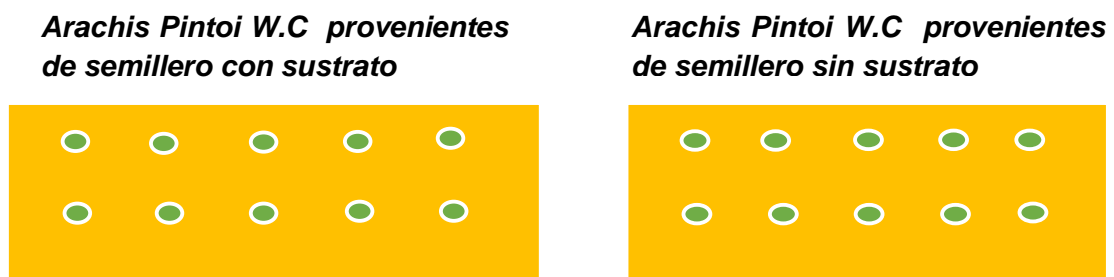 Arachis Pintoi W.C provenientes
de semillero con sustrato
Arachis Pintoi W.C provenientes
de semillero sin sustrato